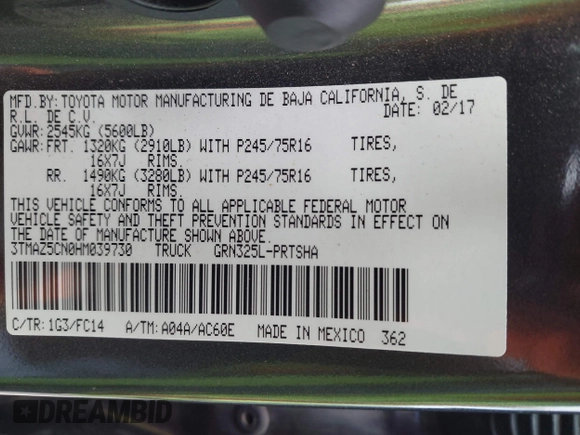 MFD.BY: TOYOTA MOTOR MANUFACTURING DE BAJA CALIFORNIA, S. DE
R.L. DE C.V. DATE: 02/17
GVWR: 2545KG (5600LB)
GAWR: FRT. 1320KG (2910LB) WITH P245/75R16 TIRES,
16X7J RIMS.
RR. 1490KG (3280LB) WITH P245/75R16 TIRES,
16X7J RIMS.
THIS VEHICLE CONFORMS TO ALL APPLICABLE FEDERAL MOTOR
VEHICLE SAFETY AND THEFT PREVENTION STANDARDS IN EFFECT ON
THE DATE OF MANUFACTURE SHOWN ABOVE.
3TMAZ5CN0HM039730 TRUCK GRN325L-PRTSHA
C/TR: 1G3/FC14 A/TM: A04A/AC60E MADE IN MEXICO 362
DREAMBID